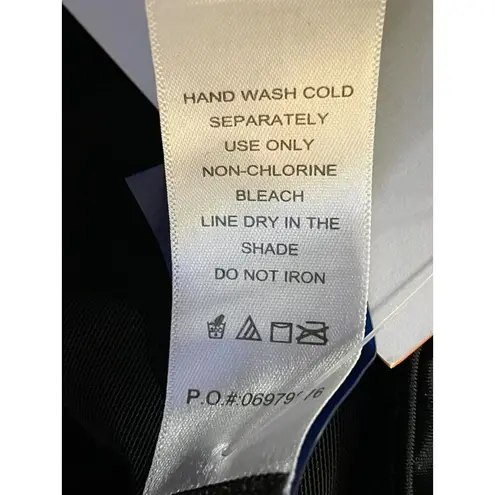 HAND WASH COLD
SEPARATELY
USE ONLY
NON-CHLORINE
BLEACH
LINE DRY IN THE
SHADE
DO NOT IRON
P.O.#: